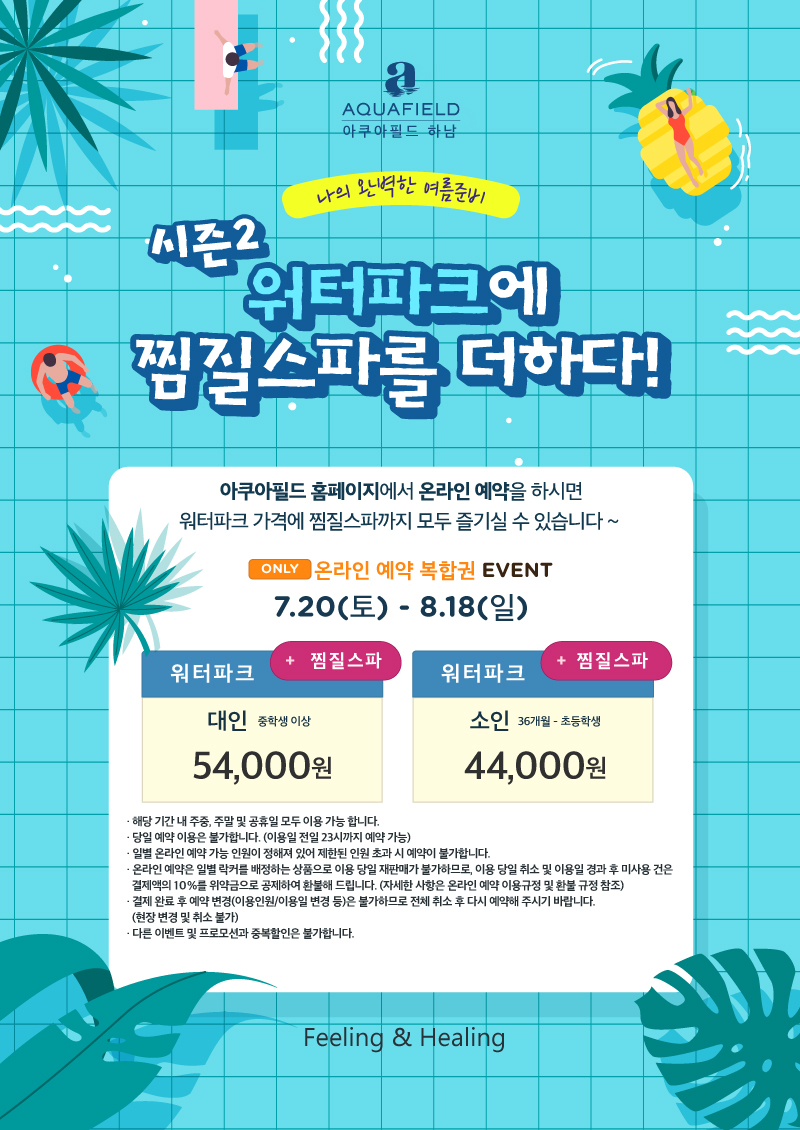 a
AQUAFIELD
아쿠아필드 하남
나의 완벽한 여름준비
시즌2
워터파크에
찜질스파를 더하다!
아쿠아필드 홈페이지에서 온라인 예약을 하시면
워터파크 가격에 찜질스파까지 모두 즐기실 수 있습니다 ~
ONLY 온라인 예약 복합권 EVENT
7.20(토) - 8.18(일)
워터파크 + 찜질스파
대인 중학생 이상
54,000원
워터파크 + 찜질스파
소인 36개월 - 초등학생
44,000원
· 해당 기간 내 주중, 주말 및 공휴일 모두 이용 가능 합니다.
· 당일 예약 이용은 불가합니다. (이용일 전일 23시까지 예약 가능)
· 일별 온라인 예약 가능 인원이 정해져 있어 제한된 인원 초과 시 예약이 불가합니다.
· 온라인 예약은 일별 락커를 배정하는 상품으로 이용 당일 재판매가 불가하므로, 이용 당일 취소 및 이용일 경과 후 미사용 건은
결제액의 10%를 위약금으로 공제하여 환불해 드립니다. (자세한 사항은 온라인 예약 이용규정 및 환불 규정 참조)
· 결제 완료 후 예약 변경(이용인원/이용일 변경 등)은 불가하므로 전체 취소 후 다시 예약해 주시기 바랍니다.
(현장 변경 및 취소 불가)
· 다른 이벤트 및 프로모션과 중복할인은 불가합니다.
Feeling & Healing